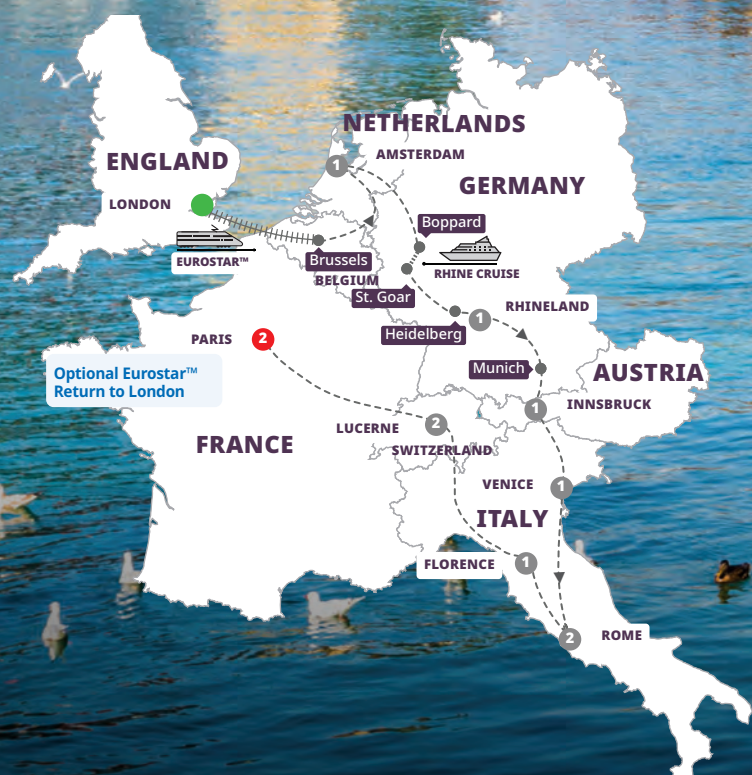 NETHERLANDS
1
AMSTERDAM
ENGLAND
GERMANY
LONDON
Boppard
EUROSTAR™
Brussels
RHINE CRUISE
BELGIUM
St. Goar
RHINELAND
1
Heidelberg
PARIS
2
Munich
AUSTRIA
Optional Eurostar™
Return to London
1
INNSBRUCK
LUCERNE
2
FRANCE
SWITZERLAND
VENICE
1
ITALY
FLORENCE
1
2
ROME